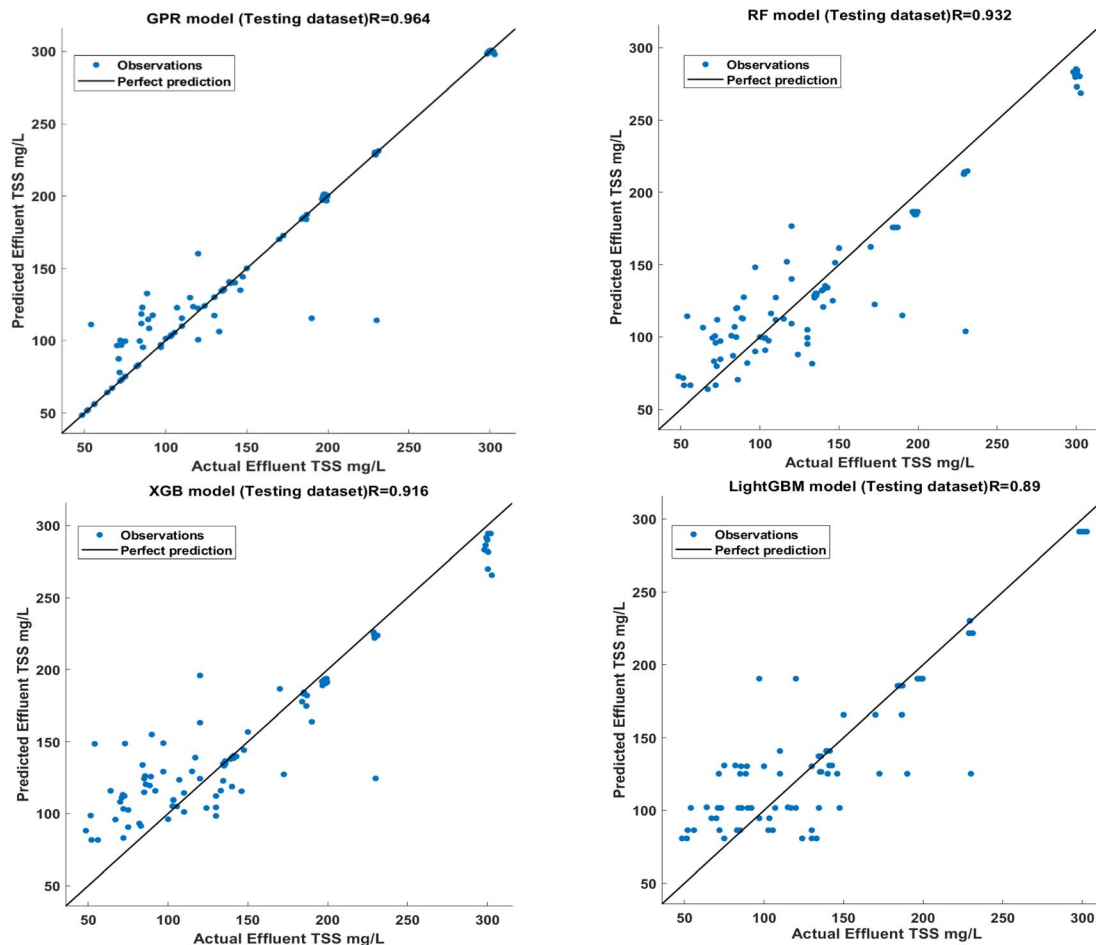 GPR model (Testing dataset)R=0.964
300
250
200
150
100
50
Predicted Effluent TSS mg/L
Observations
Perfect prediction
50 100 150 200 250 300
Actual Effluent TSS mg/L
RF model (Testing dataset)R=0.932
300
250
200
150
100
50
Predicted Effluent TSS mg/L
Observations
Perfect prediction
50 100 150 200 250 300
Actual Effluent TSS mg/L
XGB model (Testing dataset)R=0.916
300
250
200
150
100
50
Predicted Effluent TSS mg/L
Observations
Perfect prediction
50 100 150 200 250 300
Actual Effluent TSS mg/L
LightGBM model (Testing dataset)R=0.89
300
250
200
150
100
50
Predicted Effluent TSS mg/L
Observations
Perfect prediction
50 100 150 200 250 300
Actual Effluent TSS mg/L